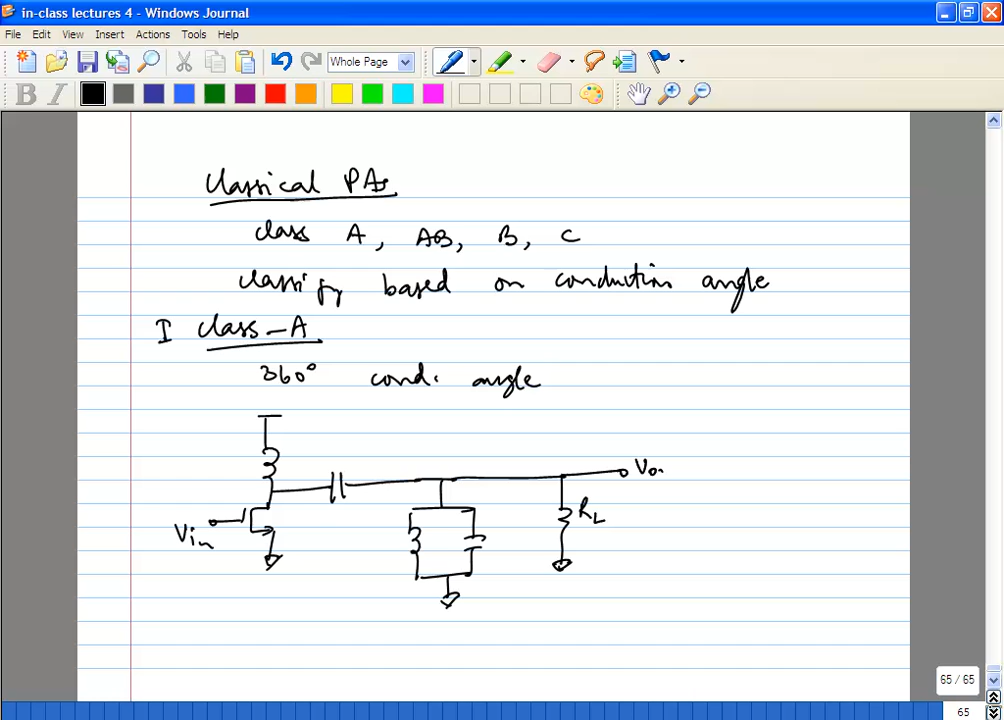 in-class lectures 4 - Windows Journal
File Edit View Insert Actions Tools Help
Whole Page
B I
Classical PAs
class A, AB, B, C
classify based on conduction angle
I class-A
360° cond. angle
Vo.
Vin
RL
65 / 65
65